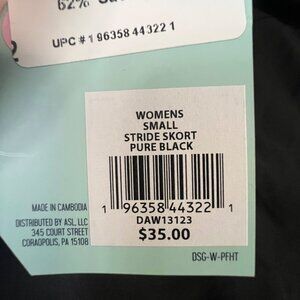 62%
UPC # 1 96358 44322 1
WOMENS
SMALL
STRIDE SKORT
PURE BLACK
1 96358 44322 1
DAW13123
$35.00
MADE IN CAMBODIA
DISTRIBUTED BY ASL, LLC
345 COURT STREET
CORAOPOLIS, PA 15108
DSG-W-PFHT